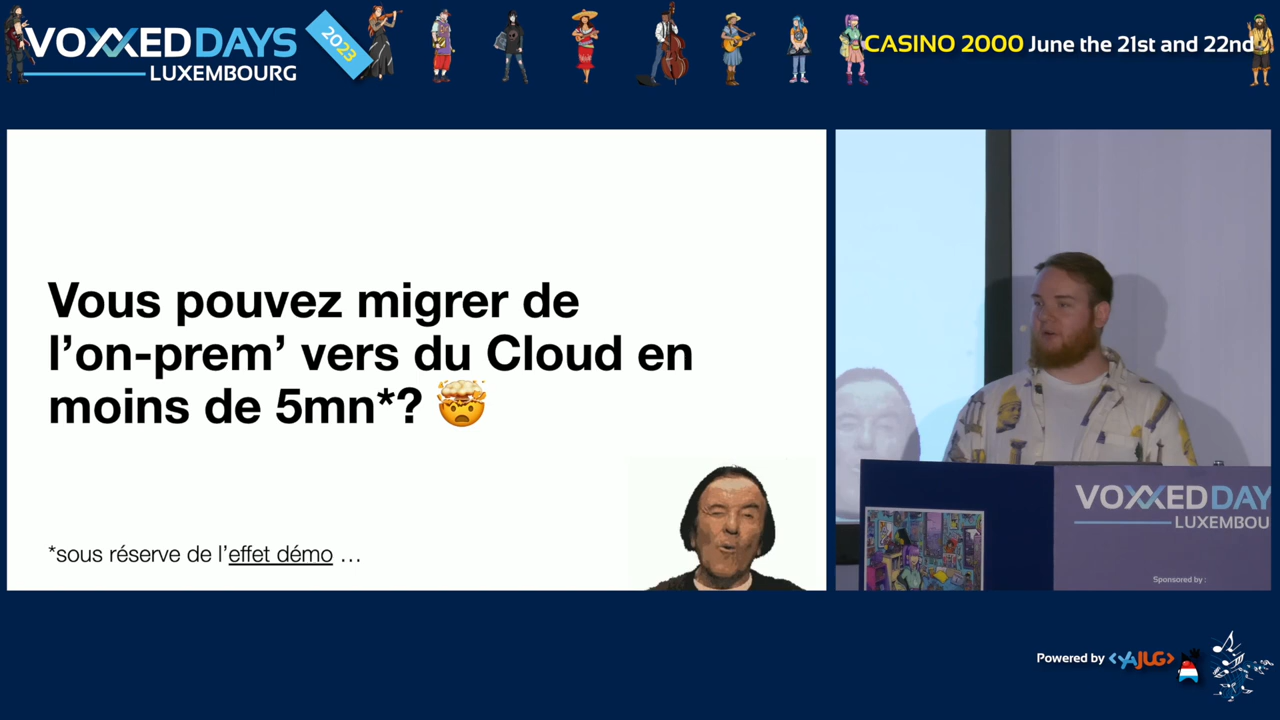 VOXXED DAYS
LUXEMBOURG
2023
CASINO 2000 June the 21st and 22nd
Vous pouvez migrer de
l’on-prem’ vers du Cloud en
moins de 5mn*? 🤯
*sous réserve de l’effet démo …
VOXXED DAY
LUXEMBOU
Sponsored by :
Powered by <YAJUG>